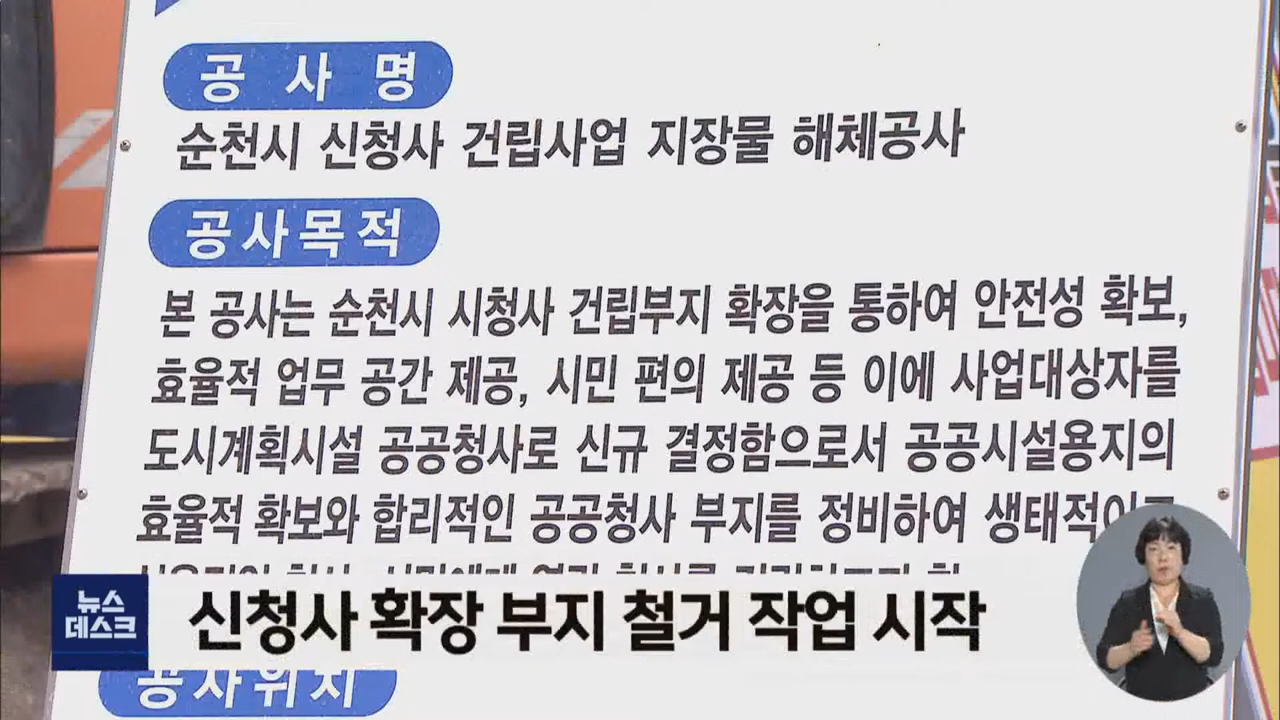 공 사 명
순천시 신청사 건립사업 지장물 해체공사
공사목적
본 공사는 순천시 시청사 건립부지 확장을 통하여 안전성 확보,
효율적 업무 공간 제공, 시민 편의 제공 등 이에 사업대상자를
도시계획시설 공공청사로 신규 결정함으로서 공공시설용지의
효율적 확보와 합리적인 공공청사 부지를 정비하여
뉴스
데스크
신청사 확장 부지 철거 작업 시작
공사위치